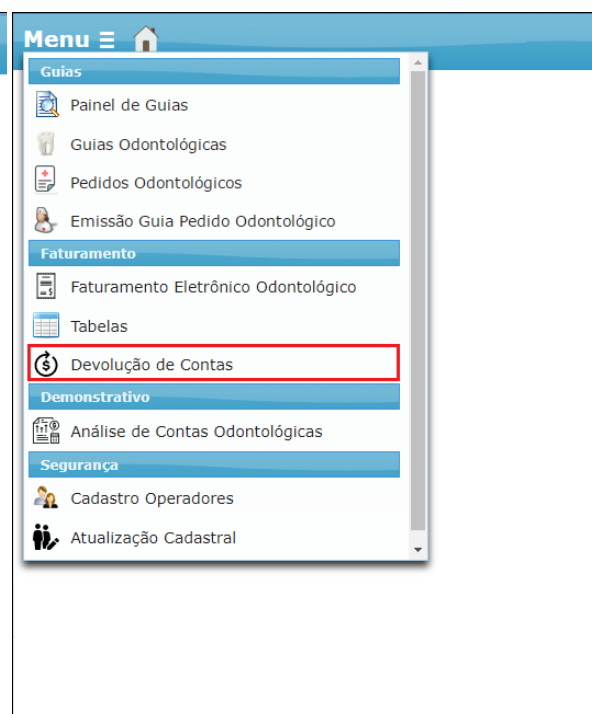 Menu
Guias
Painel de Guias
Guias Odontológicas
Pedidos Odontológicos
Emissão Guia Pedido Odontológico
Faturamento
Faturamento Eletrônico Odontológico
Tabelas
Devolução de Contas
Demonstrativo
Análise de Contas Odontológicas
Segurança
Cadastro Operadores
Atualização Cadastral